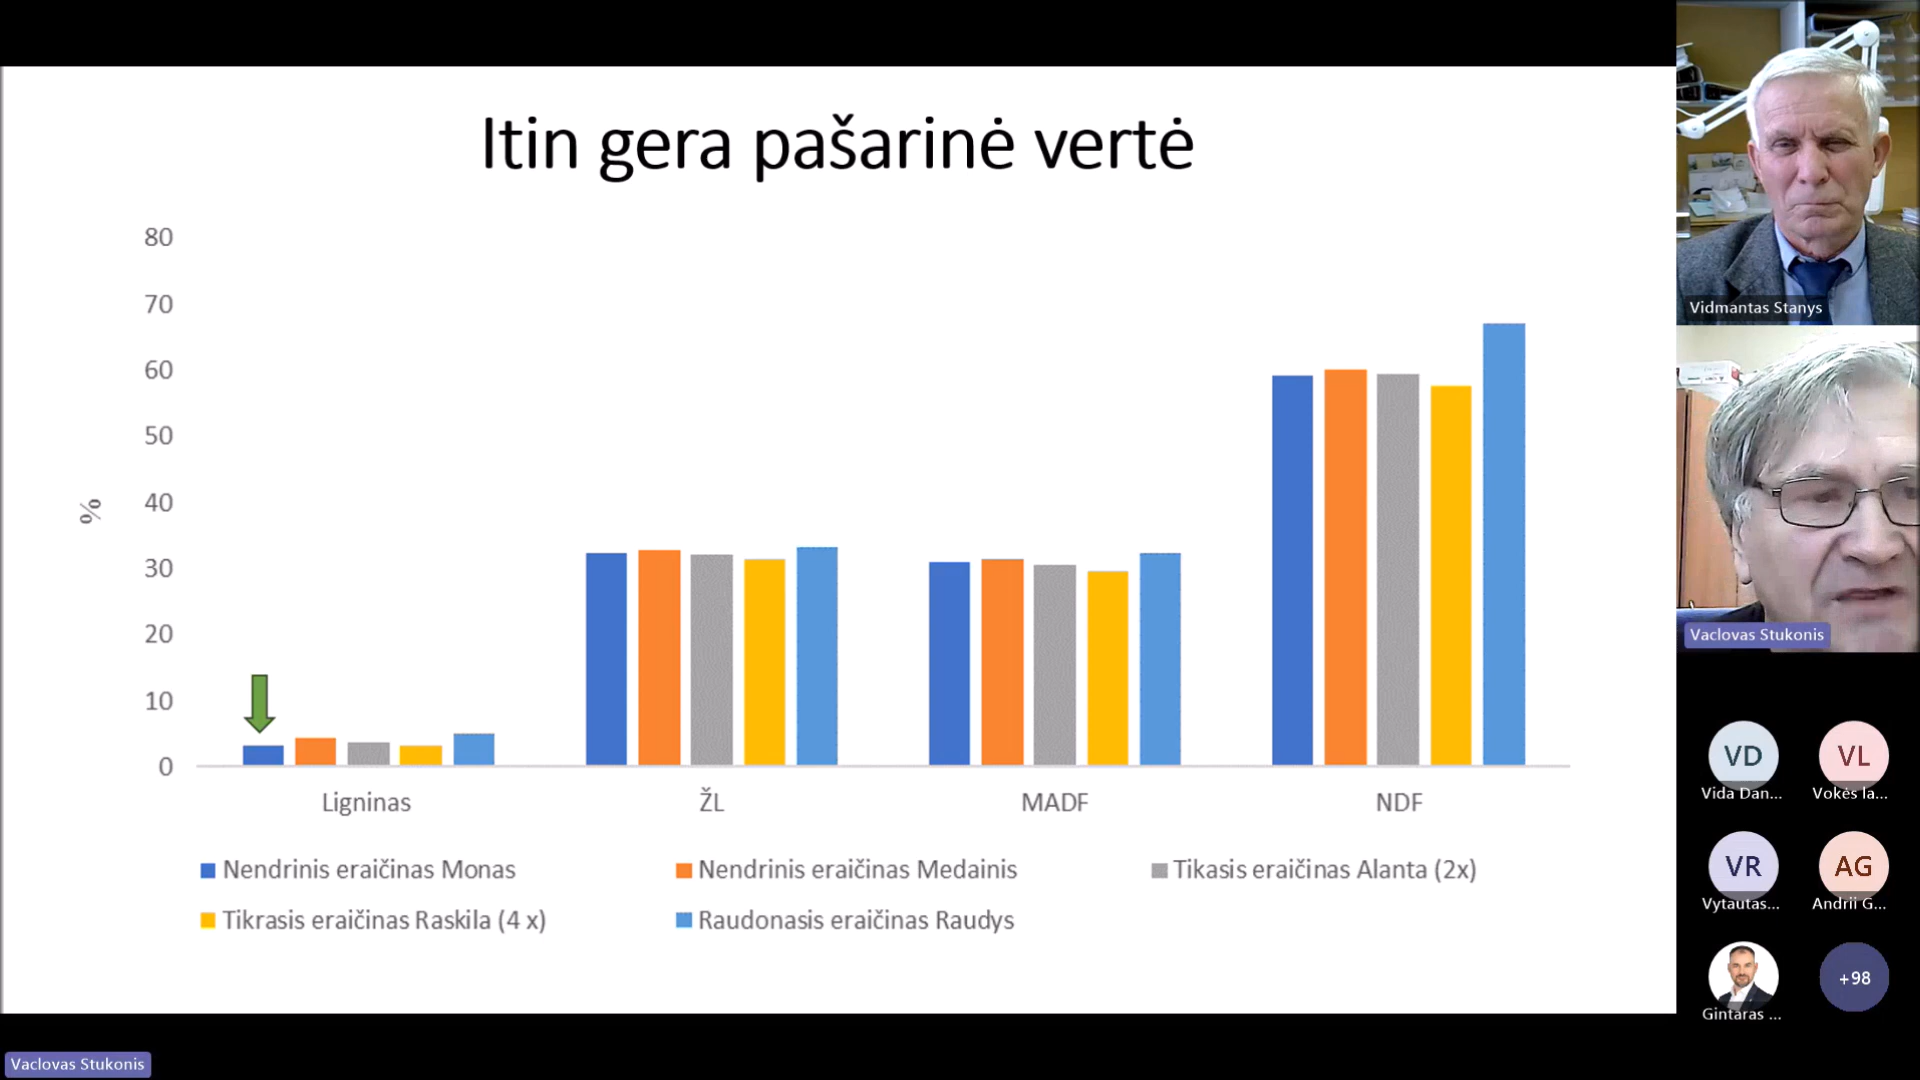 Itin gera pašarinė vertė
80
70
60
50
40
30
20
10
0
%
Ligninas
ŽL
MADF
NDF
Nendrinis eraičinas Monas
Nendrinis eraičinas Medainis
Tikasis eraičinas Alanta (2x)
Tikrasis eraičinas Raskila (4 x)
Raudonasis eraičinas Raudys
Vidmantas Stanys
Vaclovas Stukonis
VD
VL
Vida Dan...
Vokės la...
VR
AG
Vytautas...
Andrii G...
+98
Gintaras ...
Vaclovas Stukonis